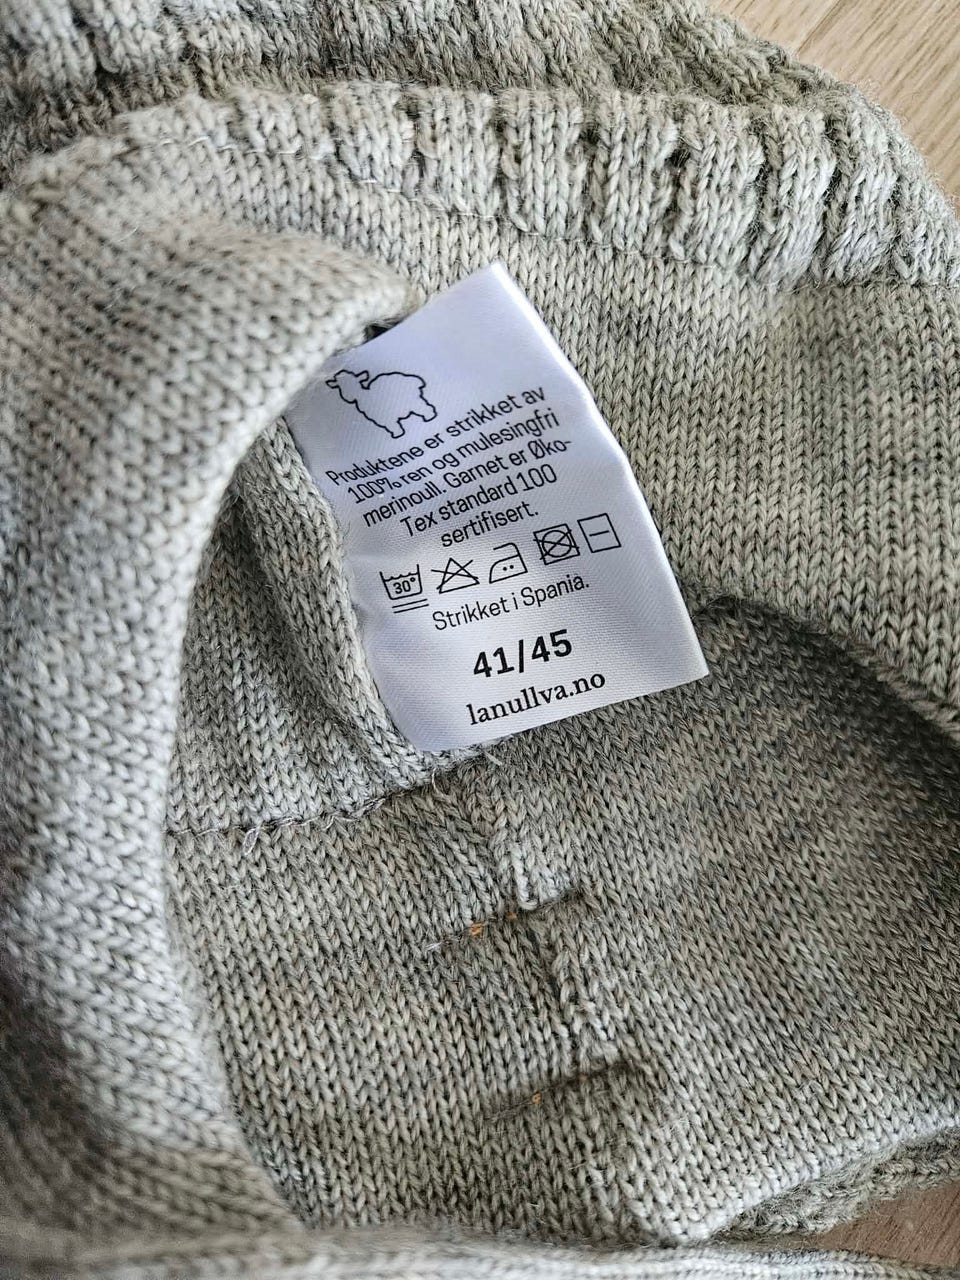 Produktene er strikket av
100% ren og mulesingfri
merinoull. Garnet er Øko-
Tex standard 100
sertifisert.
30°
Strikket i Spania.
41/45
lanullva.no